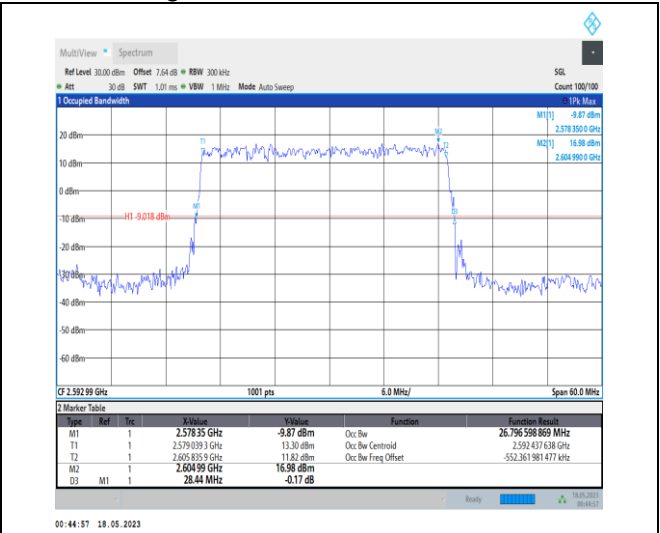 MultiView Spectrum
Ref Level 30.00 dBm Offset 7.64 dB RBW 300 kHz SGL
Att 30 dB SWT 1.01 ms VBW 1 MHz Mode Auto Sweep Count 100/100
1 Occupied Bandwidth 1Pk Max
M1[1] -9.87 dBm
2.578 350 0 GHz
M2[1] 16.98 dBm
2.604 990 0 GHz
M2
20 dBm
T1
T2
10 dBm
0 dBm
M1
D3
-10 dBm
H1 -9.018 dBm
-20 dBm
-30 dBm
-40 dBm
-50 dBm
-60 dBm
CF 2.592 99 GHz 1001 pts 6.0 MHz/ Span 60.0 MHz
2 Marker Table
Type Ref Trc X-Value Y-Value Function Function Result
M1 1 2.578 35 GHz -9.87 dBm Occ Bw 26.796 598 869 MHz
T1 1 2.579 039 3 GHz 13.30 dBm Occ Bw Centroid 2.592 437 638 GHz
T2 1 2.605 835 9 GHz 11.82 dBm Occ Bw Freq Offset -552.361 981 477 kHz
M2 1 2.604 99 GHz 16.98 dBm
D3 M1 1 28.44 MHz -0.17 dB
Ready 18.05.2023
00:44:57
00:44:57 18.05.2023